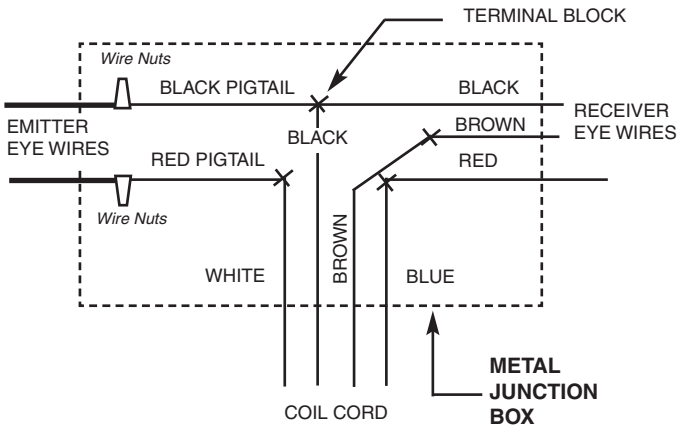 TERMINAL BLOCK
Wire Nuts
BLACK PIGTAIL
BLACK
EMITTER
EYE WIRES
BLACK
BROWN
RECEIVER
EYE WIRES
RED PIGTAIL
RED
Wire Nuts
WHITE
BROWN
BLUE
METAL
JUNCTION
BOX
COIL CORD